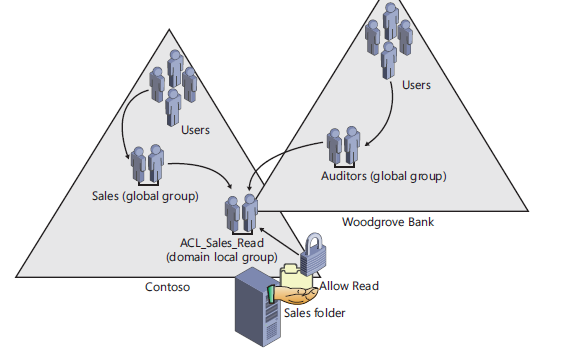 Users
Users
Sales (global group)
Auditors (global group)
ACL_Sales_Read
(domain local group)
Woodgrove Bank
Contoso
Allow Read
Sales folder